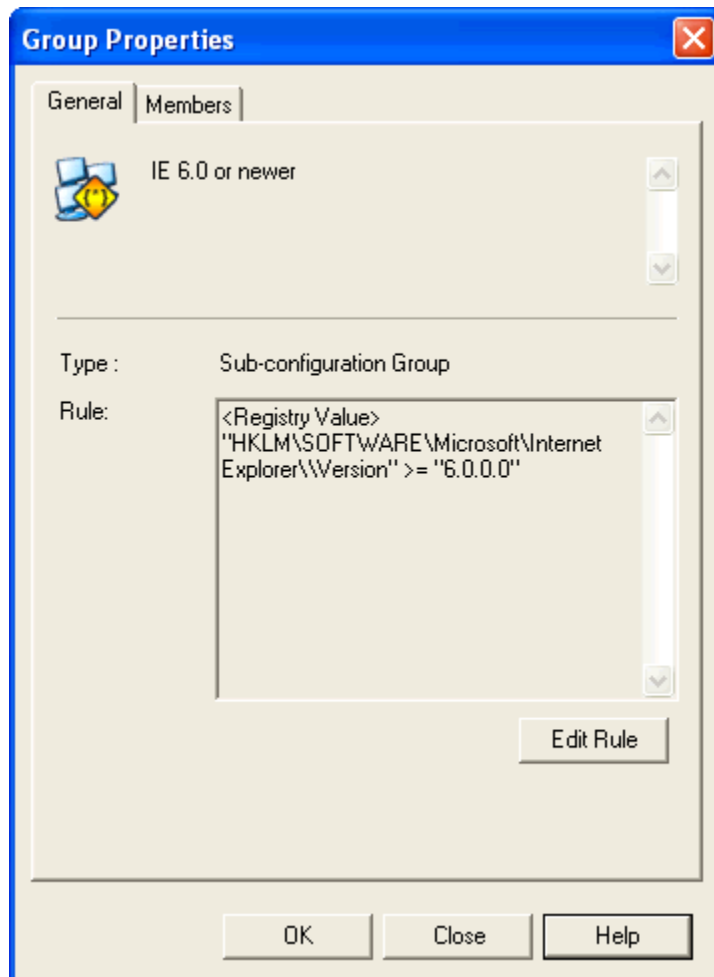 Group Properties
General
Members
IE 6.0 or newer
Type :
Sub-configuration Group
Rule:
<Registry Value>
"HKLM\SOFTWARE\Microsoft\Internet
Explorer\\Version" >= "6.0.0.0"
Edit Rule
OK
Close
Help